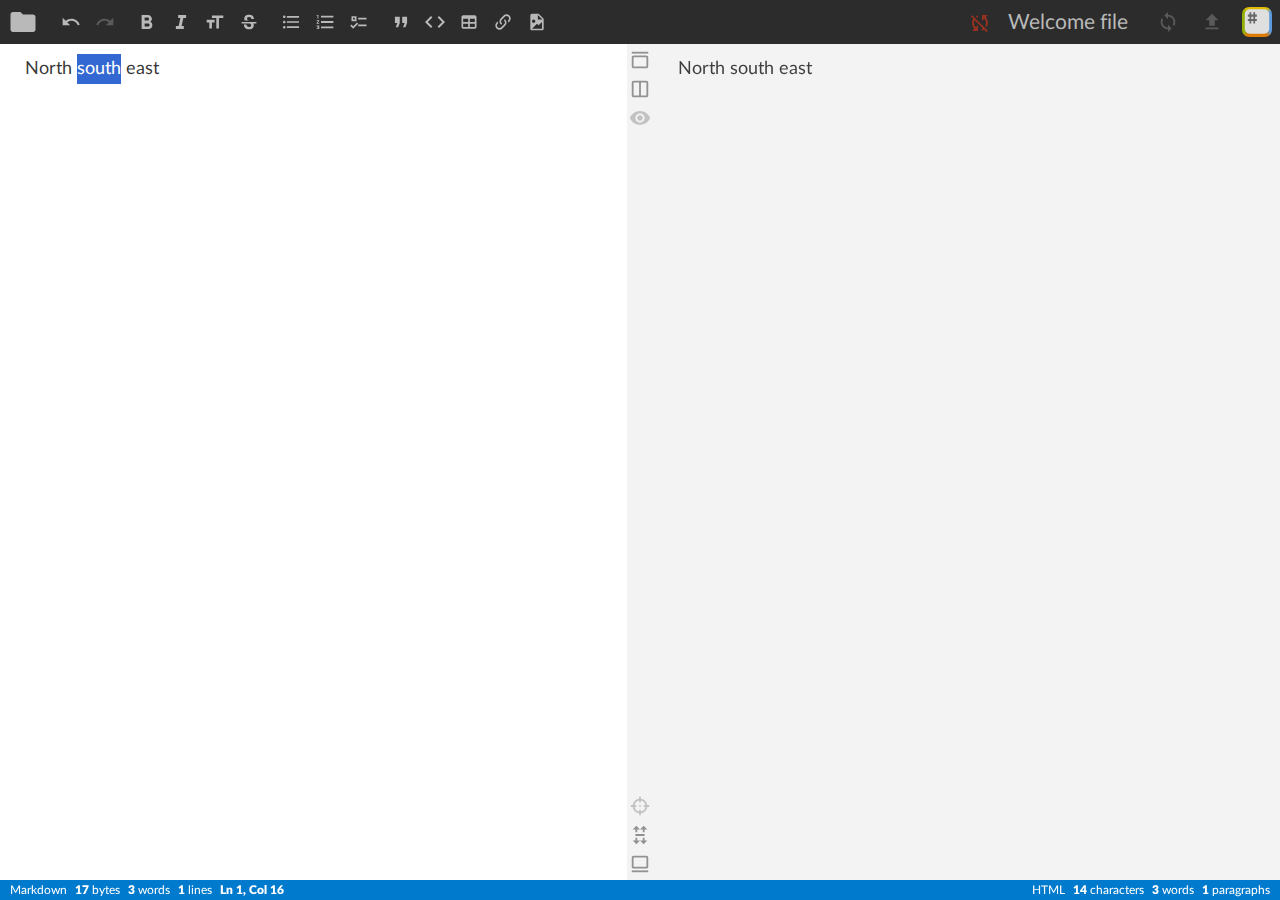 Welcome file
North south east
North south east
Markdown 17 bytes 3 words 1 lines Ln 1, Col 16
HTML 14 characters 3 words 1 paragraphs